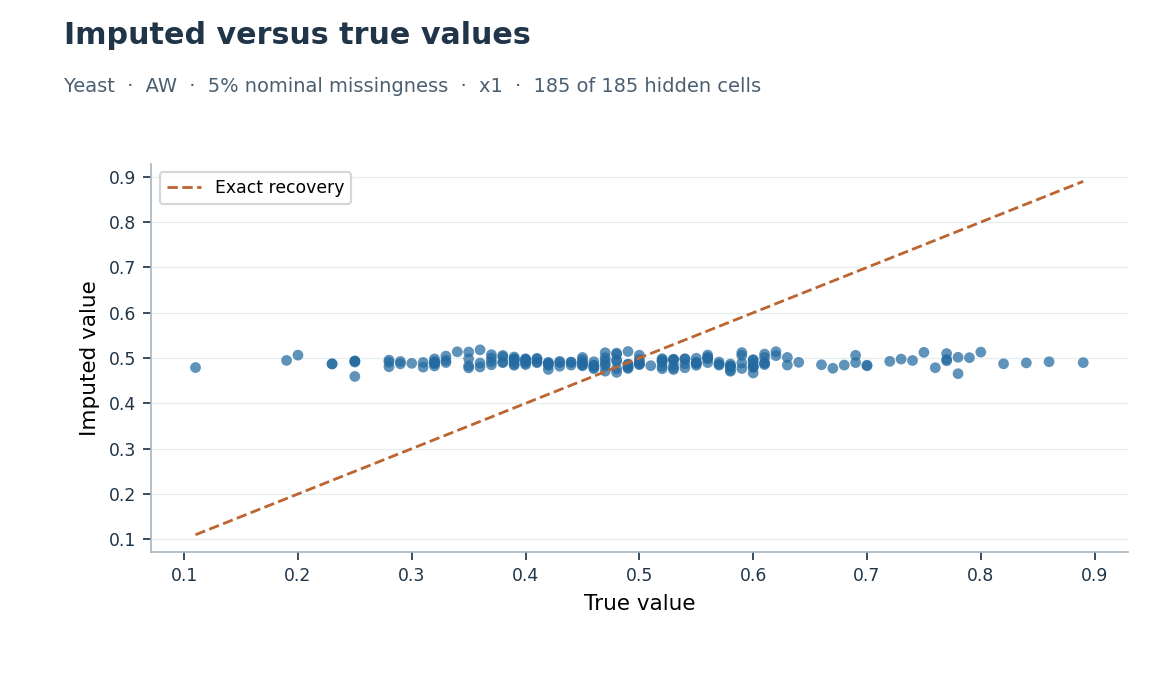 Imputed versus true values
Yeast · AW · 5% nominal missingness · x1 · 185 of 185 hidden cells
Exact recovery
0.9
0.8
0.7
0.6
0.5
0.4
0.3
0.2
0.1
Imputed value
0.1 0.2 0.3 0.4 0.5 0.6 0.7 0.8 0.9
True value